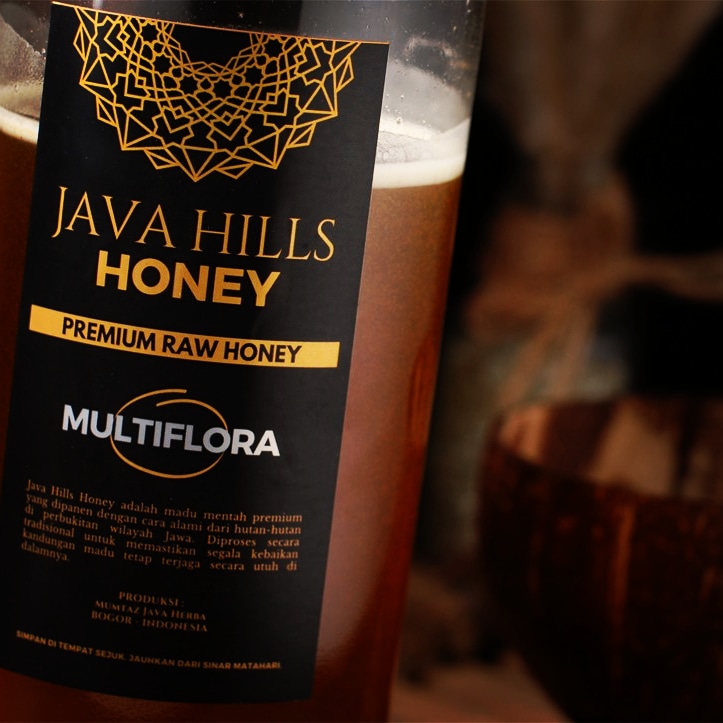 JAVA HILLS
HONEY
PREMIUM RAW HONEY
MULTIFLORA
Java Hills Honey adalah madu mentah premium
yang dipanen dengan cara alami dari hutan-hutan
di perbukitan wilayah Jawa. Diproses secara
tradisional untuk memastikan segala kebaikan
kandungan madu tetap terjaga secara utuh di
dalamnya.
PRODUKSI :
MUMTAZ JAVA HERBA
BOGOR - INDONESIA
SIMPAN DI TEMPAT SEJUK, JAUHKAN DARI SINAR MATAHARI.